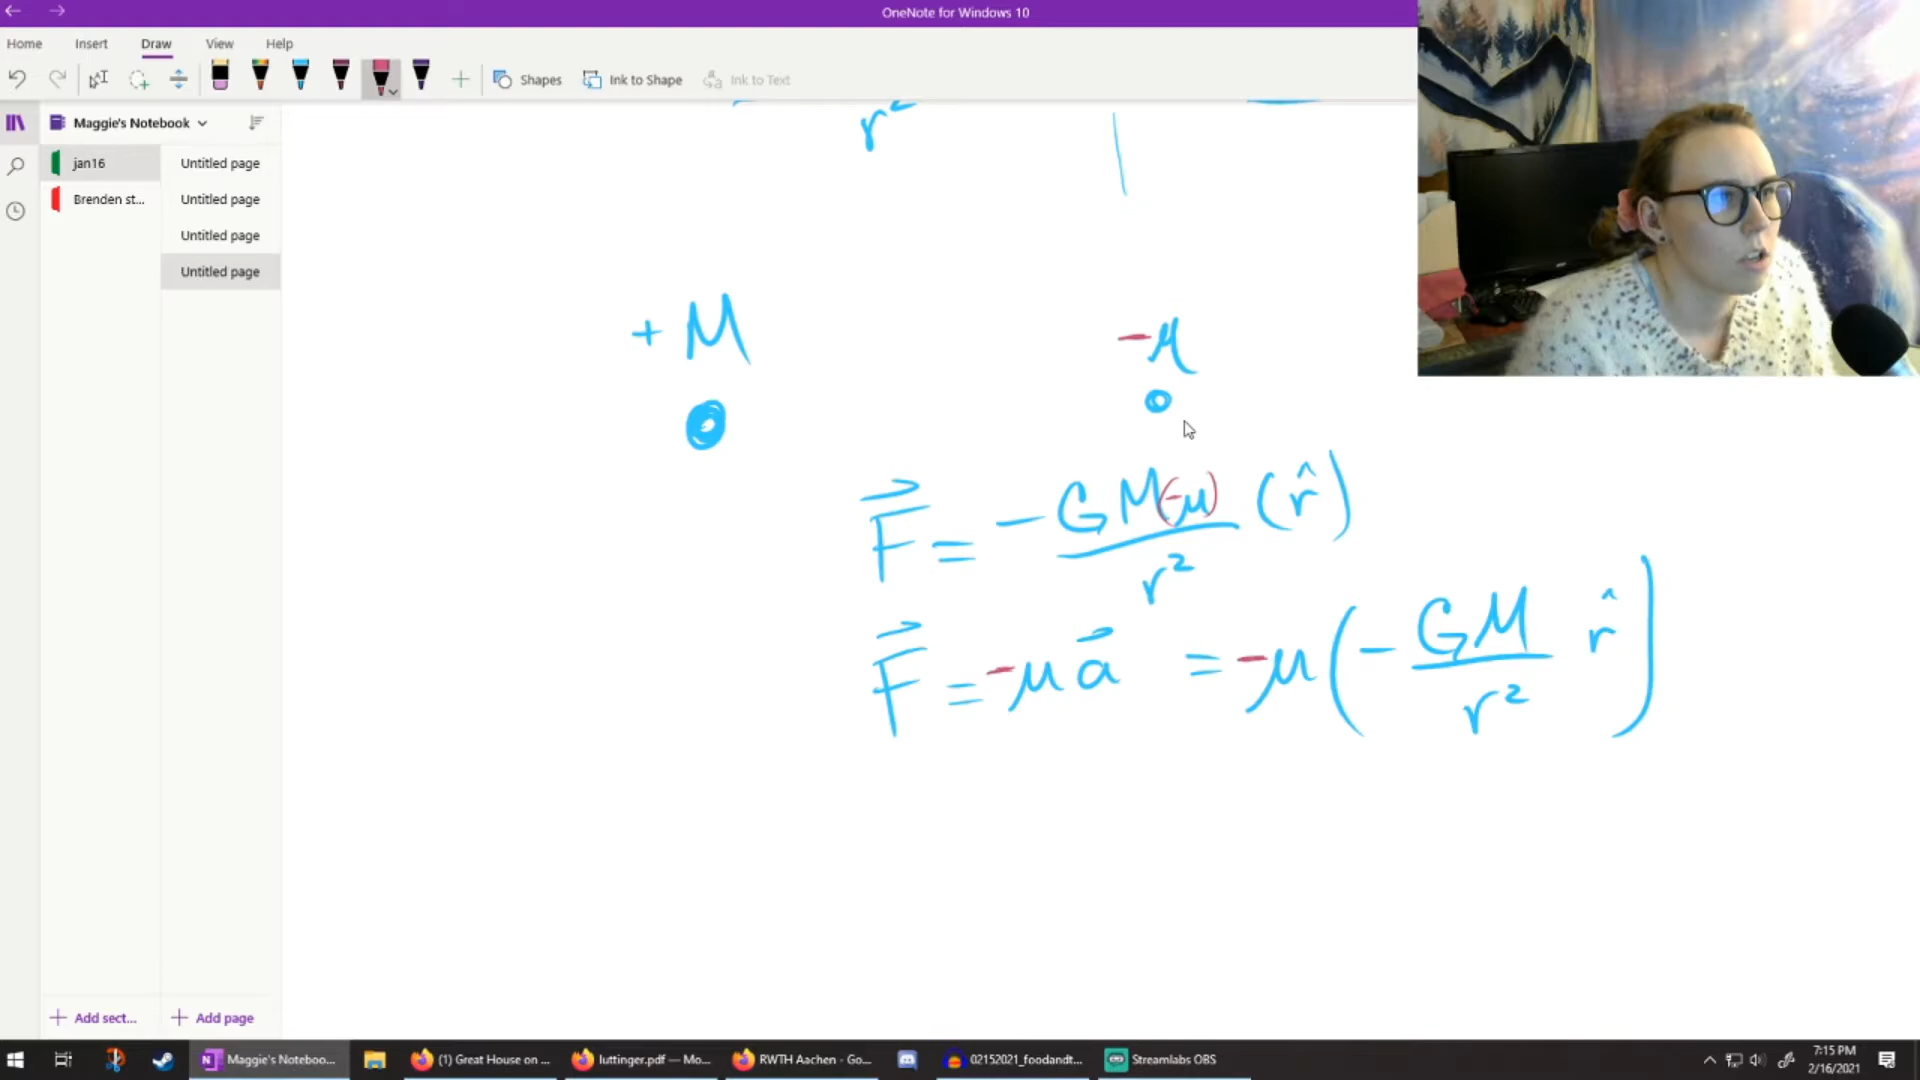 OneNote for Windows 10
Home Insert Draw View Help
Shapes Ink to Shape Ink to Text
Maggie's Notebook
jan16
Brenden st...
Untitled page
Untitled page
Untitled page
Untitled page
r²
+ M
-μ
F⃗ = - GM(-μ) / r² (r̂)
F⃗ = -μa⃗ = -μ(- GM / r² r̂)
+ Add sect...
+ Add page
Maggie's Noteboo...
(1) Great House on ...
luttinger.pdf — Mo...
RWTH Aachen - Go...
02152021_foodandt...
Streamlabs OBS
7:15 PM
2/16/2021